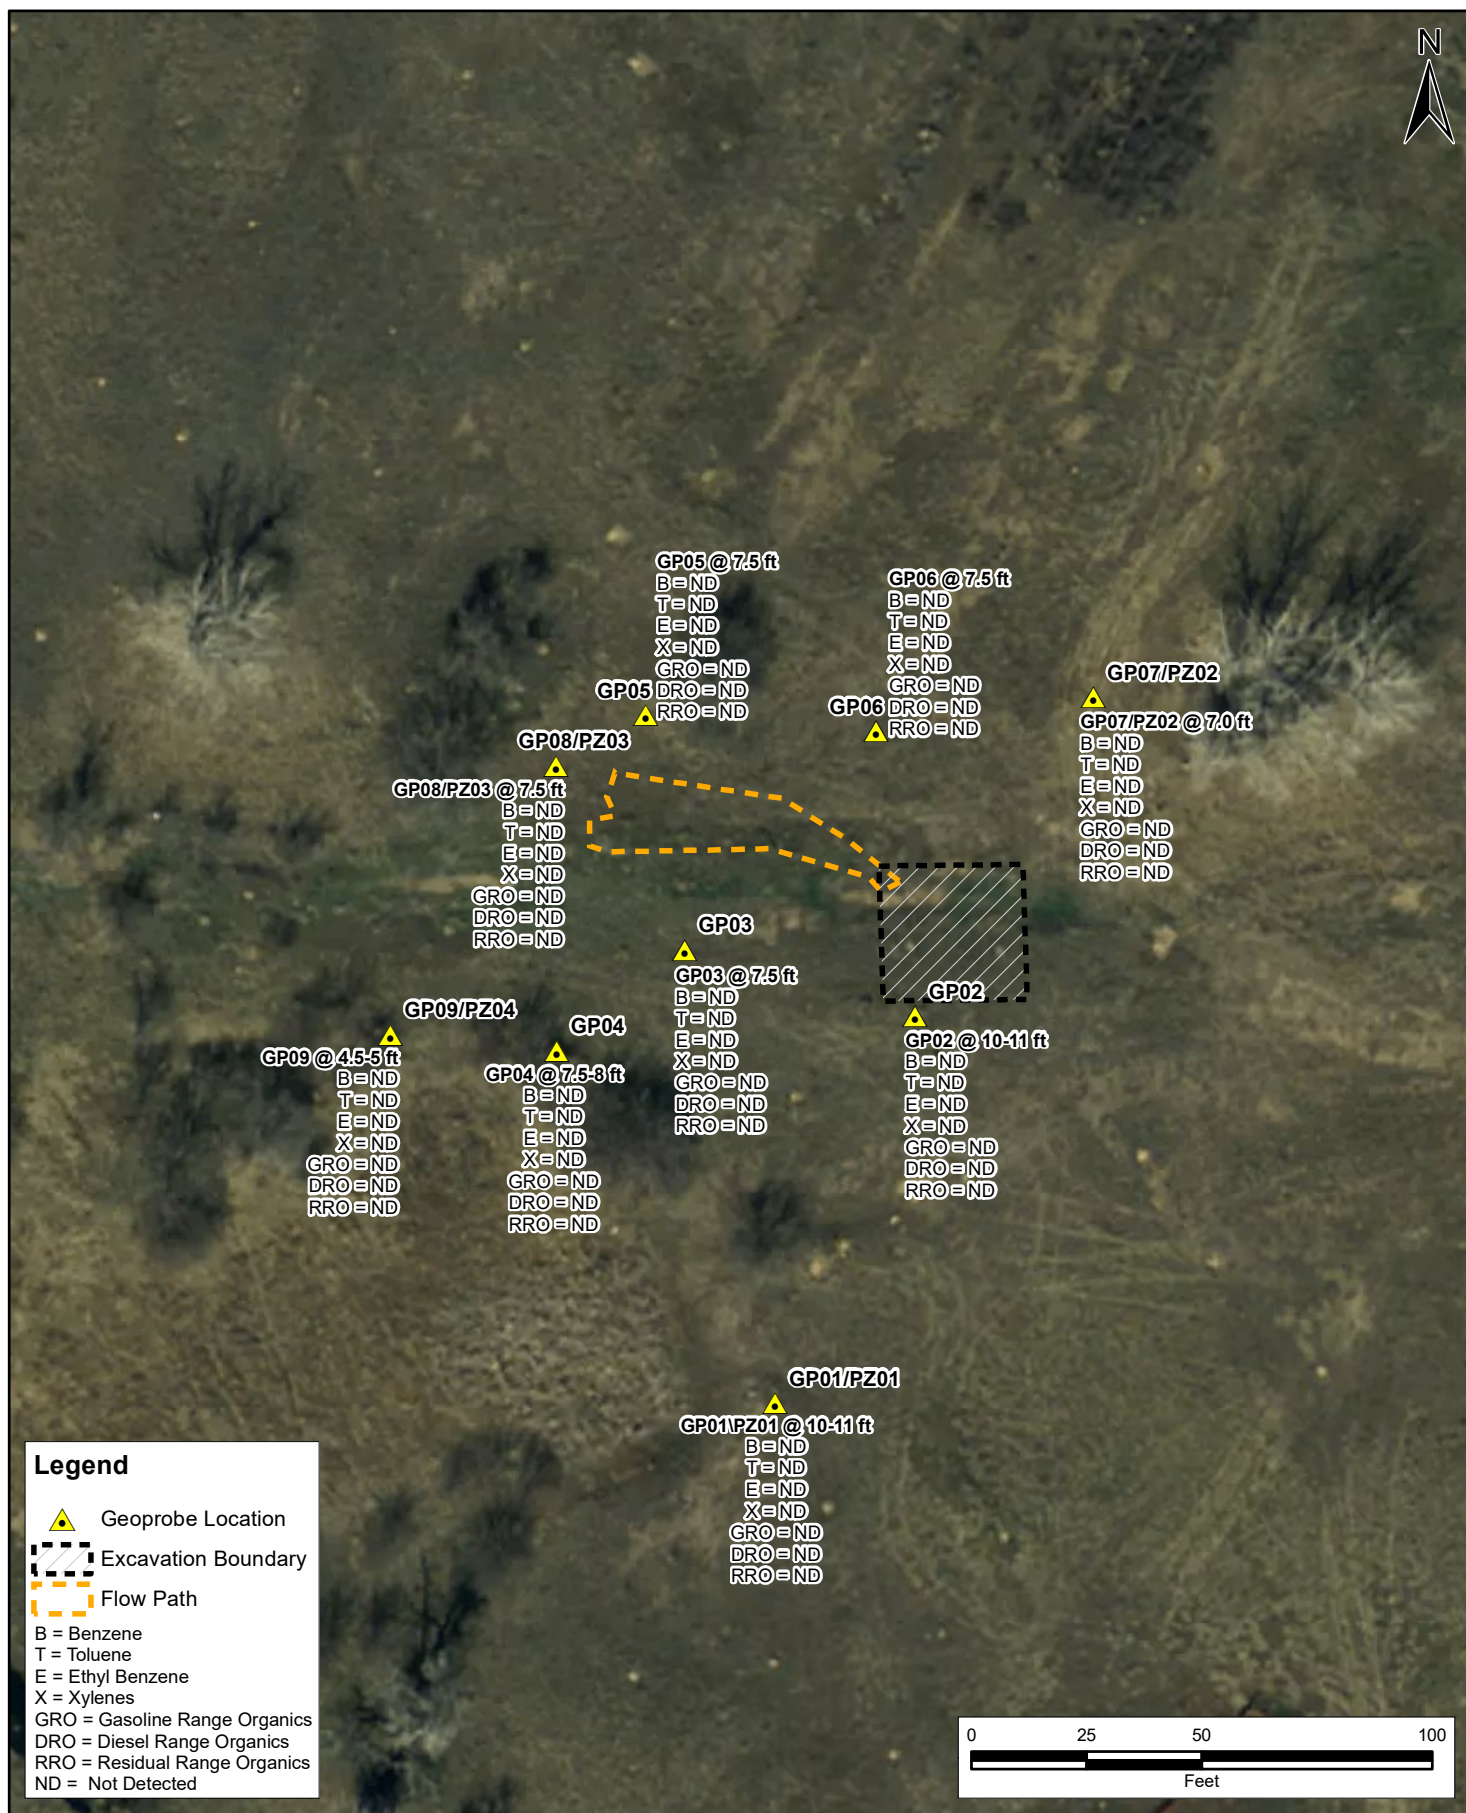 N
GP05 @ 7.5 ft
B = ND
T = ND
E = ND
X = ND
GRO = ND
DRO = ND
RRO = ND
GP05
GP06 @ 7.5 ft
B = ND
T = ND
E = ND
X = ND
GRO = ND
DRO = ND
RRO = ND
GP06
GP07/PZ02
GP07/PZ02 @ 7.0 ft
B = ND
T = ND
E = ND
X = ND
GRO = ND
DRO = ND
RRO = ND
GP08/PZ03
GP08/PZ03 @ 7.5 ft
B = ND
T = ND
E = ND
X = ND
GRO = ND
DRO = ND
RRO = ND
GP03
GP03 @ 7.5 ft
B = ND
T = ND
E = ND
X = ND
GRO = ND
DRO = ND
RRO = ND
GP02
GP02 @ 10-11 ft
B = ND
T = ND
E = ND
X = ND
GRO = ND
DRO = ND
RRO = ND
GP09/PZ04
GP09 @ 4.5-5 ft
B = ND
T = ND
E = ND
X = ND
GRO = ND
DRO = ND
RRO = ND
GP04
GP04 @ 7.5-8 ft
B = ND
T = ND
E = ND
X = ND
GRO = ND
DRO = ND
RRO = ND
GP01/PZ01
GP01\PZ01 @ 10-11 ft
B = ND
T = ND
E = ND
X = ND
GRO = ND
DRO = ND
RRO = ND
Legend
Geoprobe Location
Excavation Boundary
Flow Path
B = Benzene
T = Toluene
E = Ethyl Benzene
X = Xylenes
GRO = Gasoline Range Organics
DRO = Diesel Range Organics
RRO = Residual Range Organics
ND = Not Detected
0 25 50 100
Feet